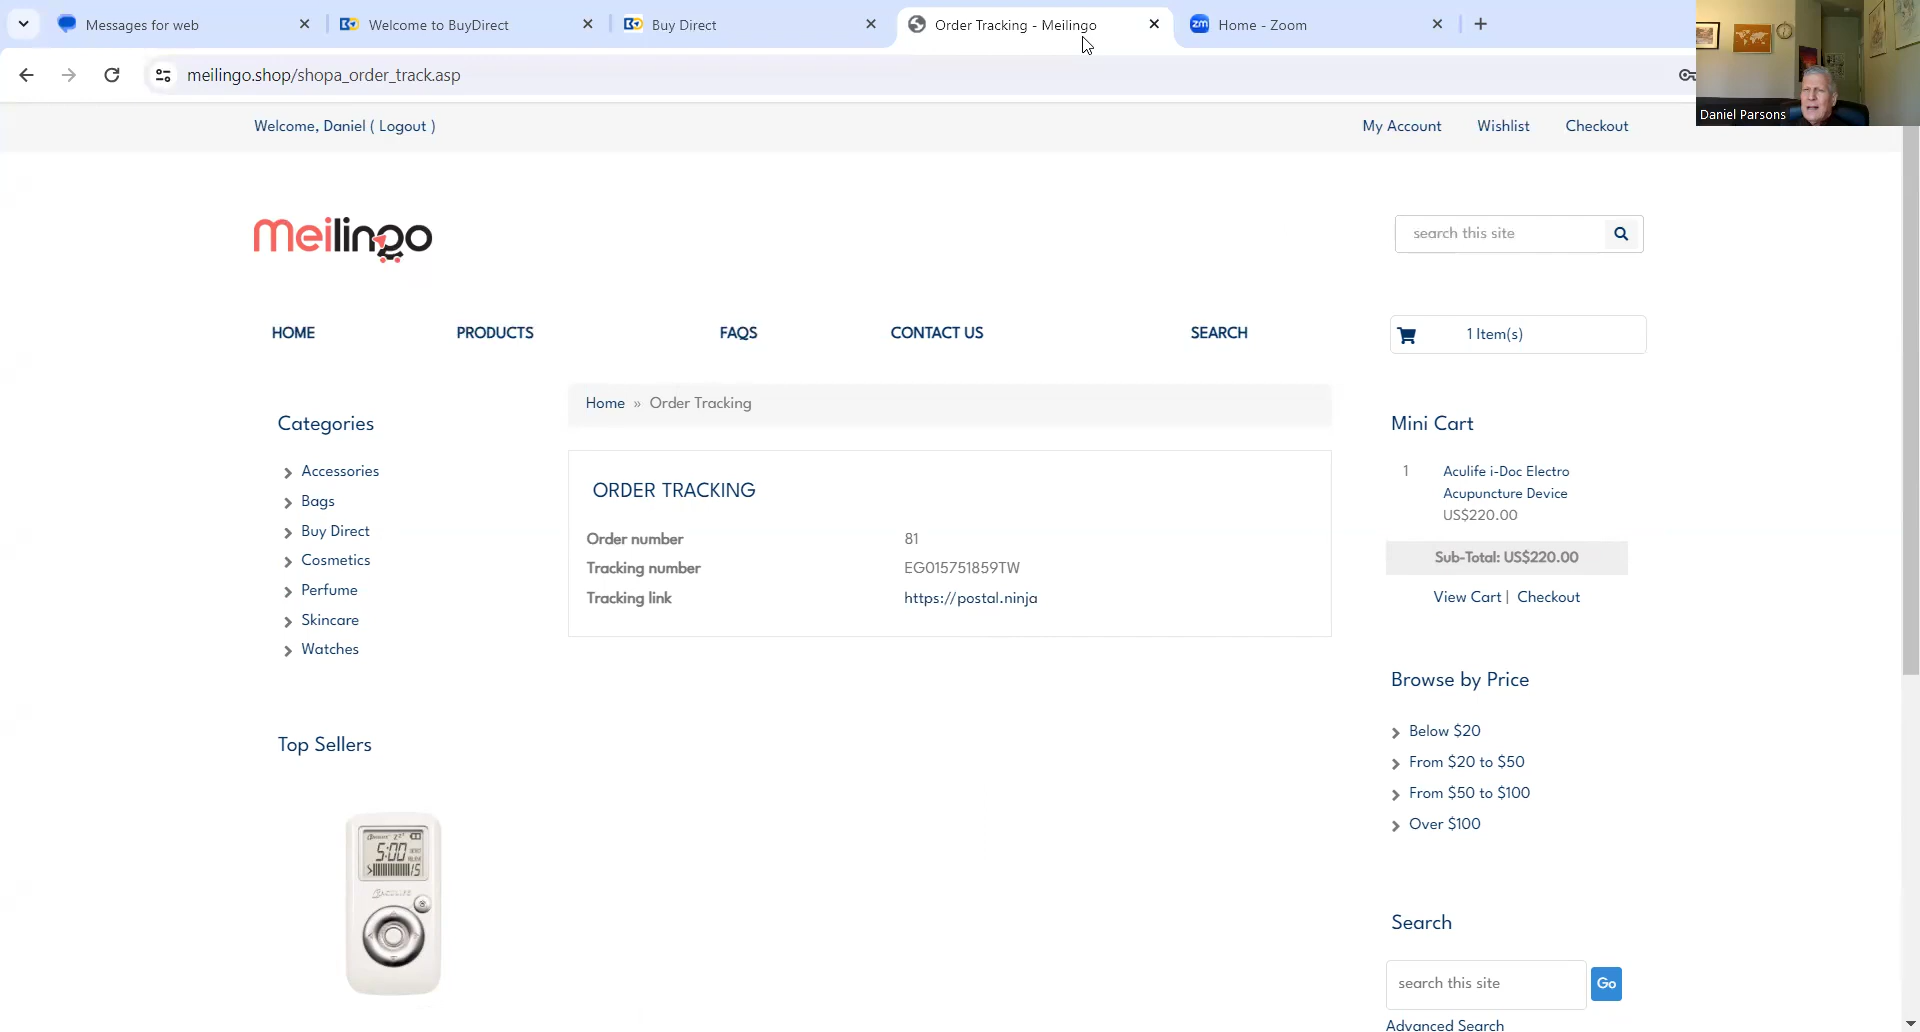 Messages for web
Welcome to BuyDirect
Buy Direct
Order Tracking - Meilingo
zm Home - Zoom
meilingo.shop/shopa_order_track.asp
Daniel Parsons
Welcome, Daniel ( Logout )
My Account Wishlist Checkout
meilingo
search this site
HOME PRODUCTS FAQS CONTACT US SEARCH
1 Item(s)
Home » Order Tracking
Categories
Accessories
Bags
Buy Direct
Cosmetics
Perfume
Skincare
Watches
Top Sellers
5:00
ORDER TRACKING
Order number 81
Tracking number EG015751859TW
Tracking link https://postal.ninja
Mini Cart
1 Aculife i-Doc Electro
Acupuncture Device
US$220.00
Sub-Total: US$220.00
View Cart | Checkout
Browse by Price
Below $20
From $20 to $50
From $50 to $100
Over $100
Search
search this site Go
Advanced Search